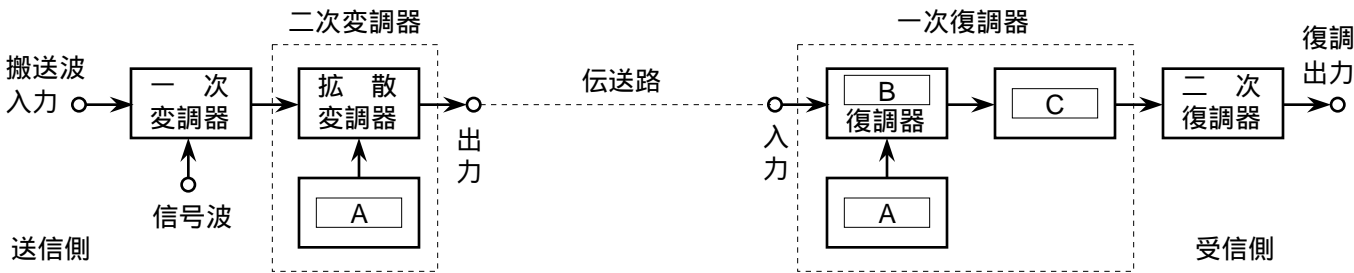 二次変調器
一次復調器
搬送波
入力
一 次
変調器
拡 散
変調器
出
力
伝送路
入
力
B
復調器
C
二 次
復調器
復調
出力
信号波
A
A
送信側
受信側